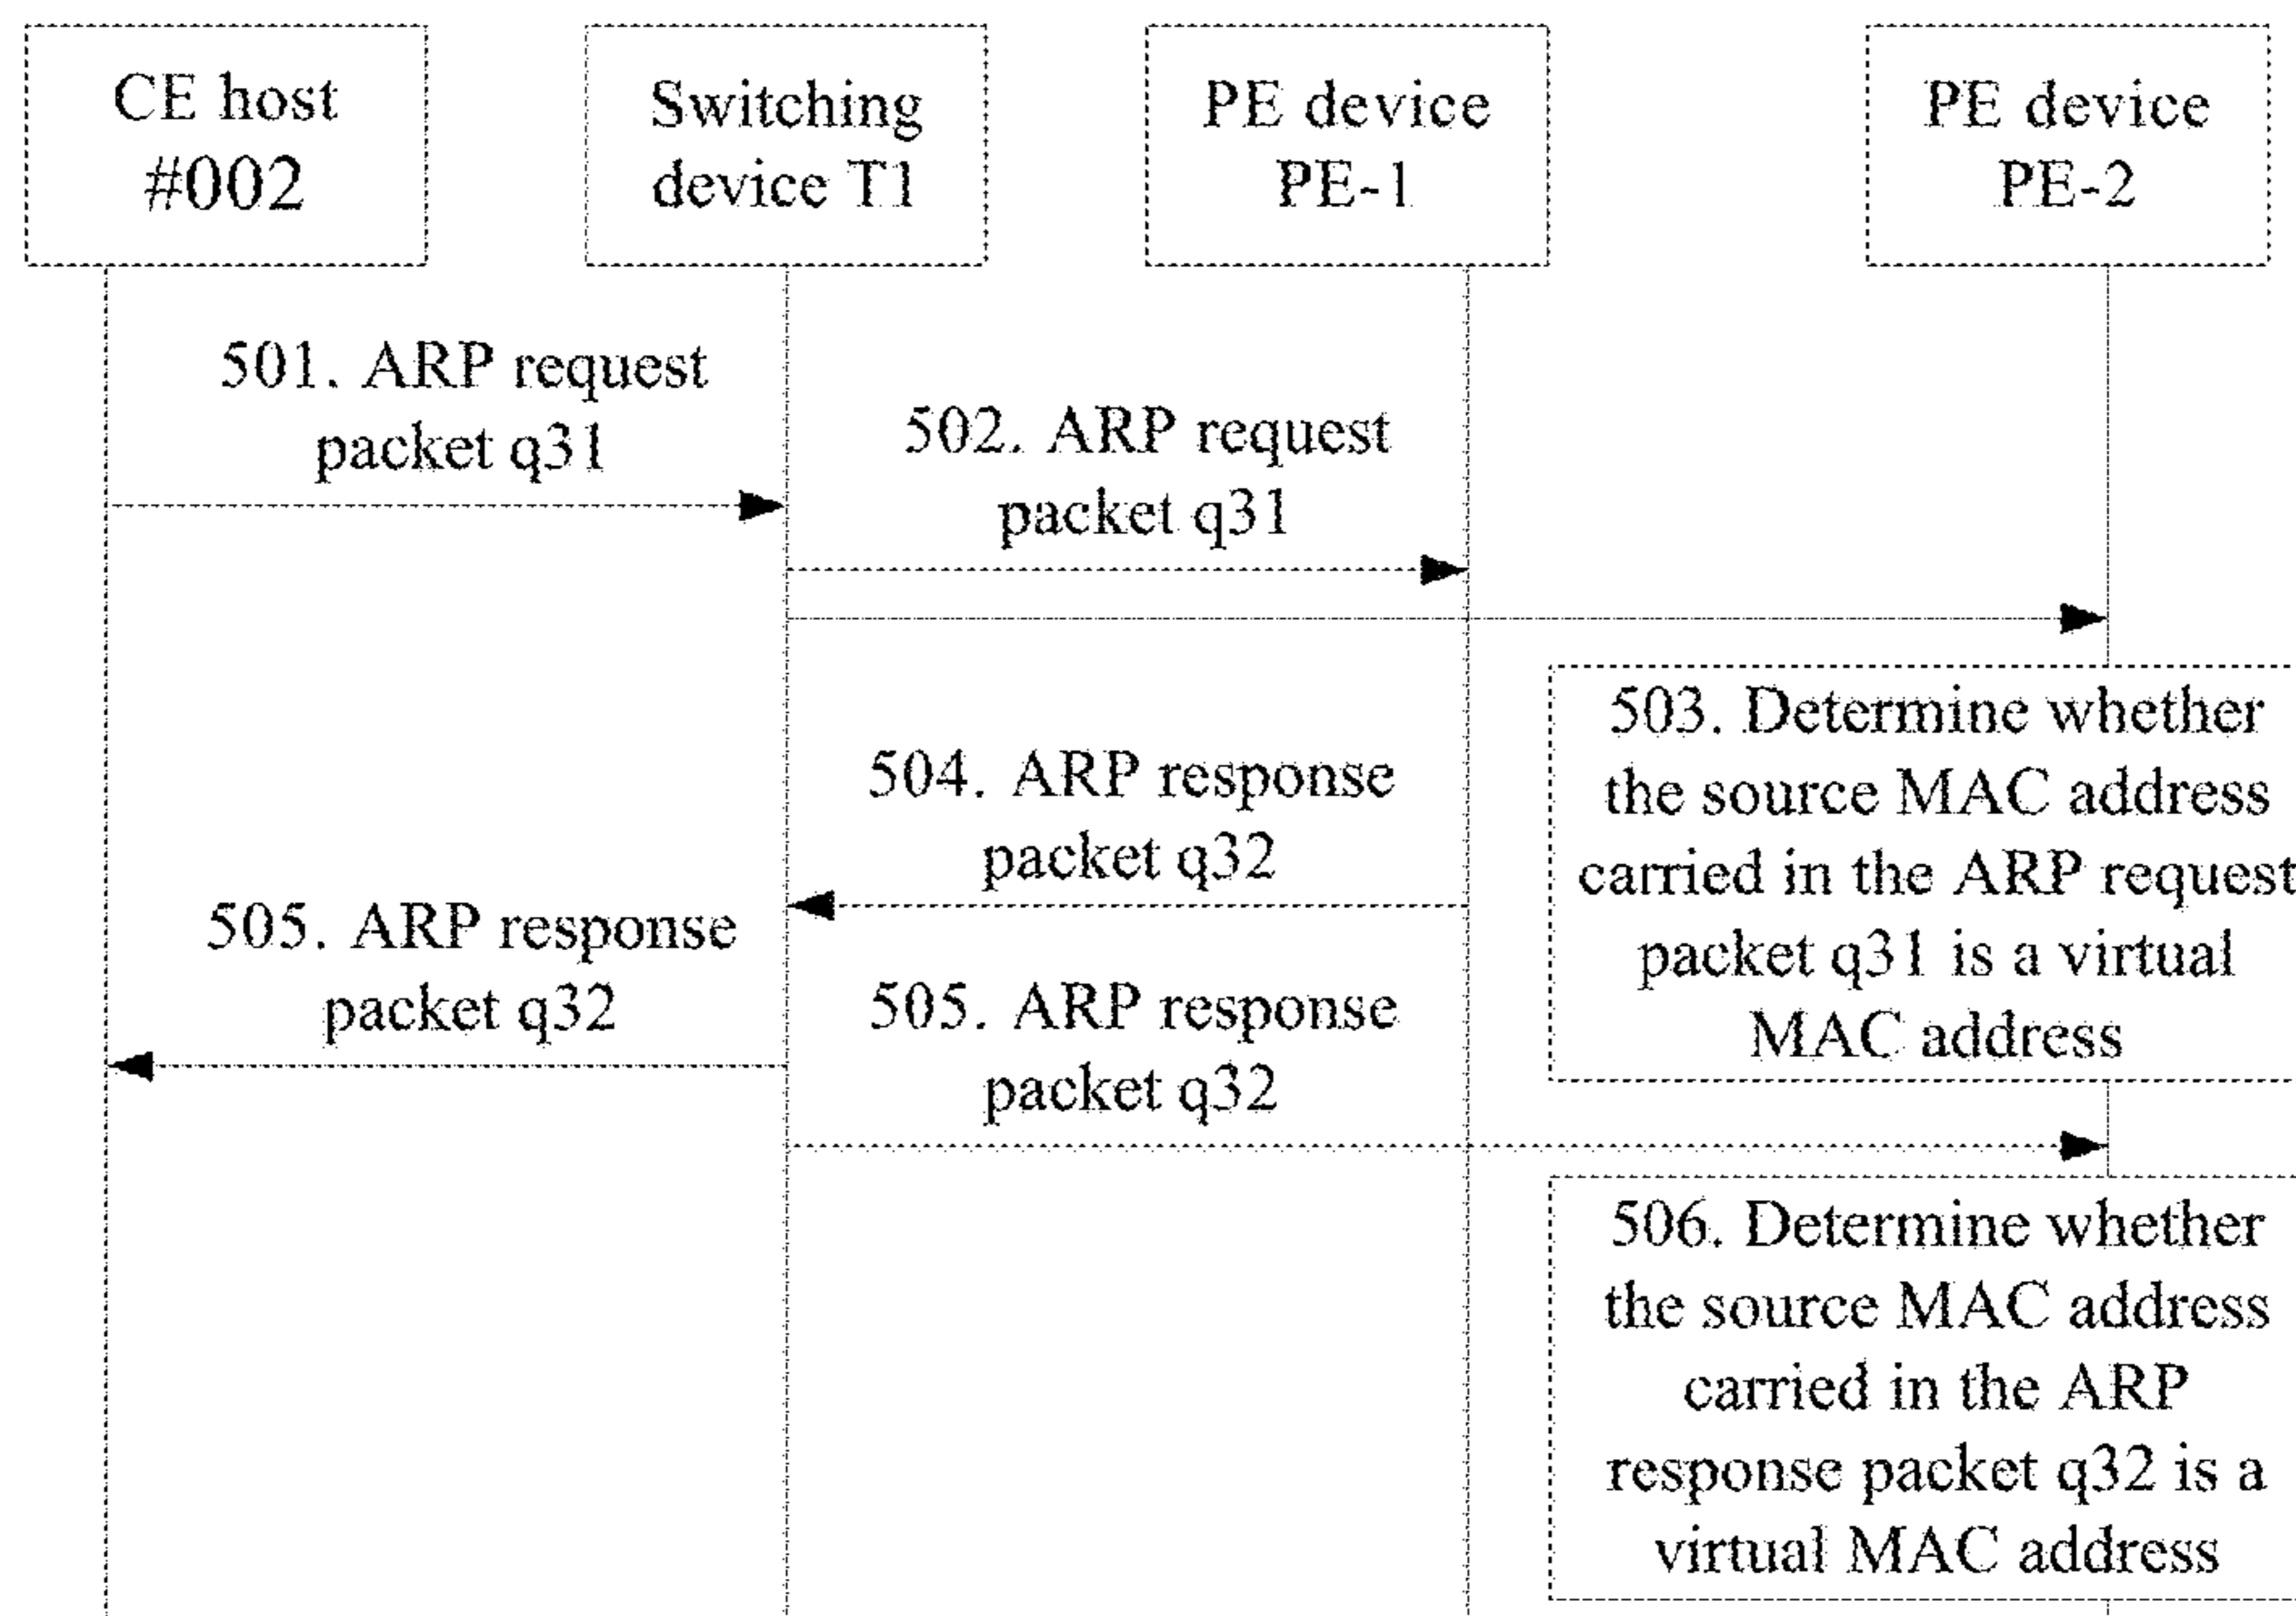 CE host
#002
Switching
device T1
PE device
PE-1
PE device
PE-2
501. ARP request
packet q31
502. ARP request
packet q31
503. Determine whether
the source MAC address
carried in the ARP request
packet q31 is a virtual
MAC address
504. ARP response
packet q32
505. ARP response
packet q32
505. ARP response
packet q32
506. Determine whether
the source MAC address
carried in the ARP
response packet q32 is a
virtual MAC address